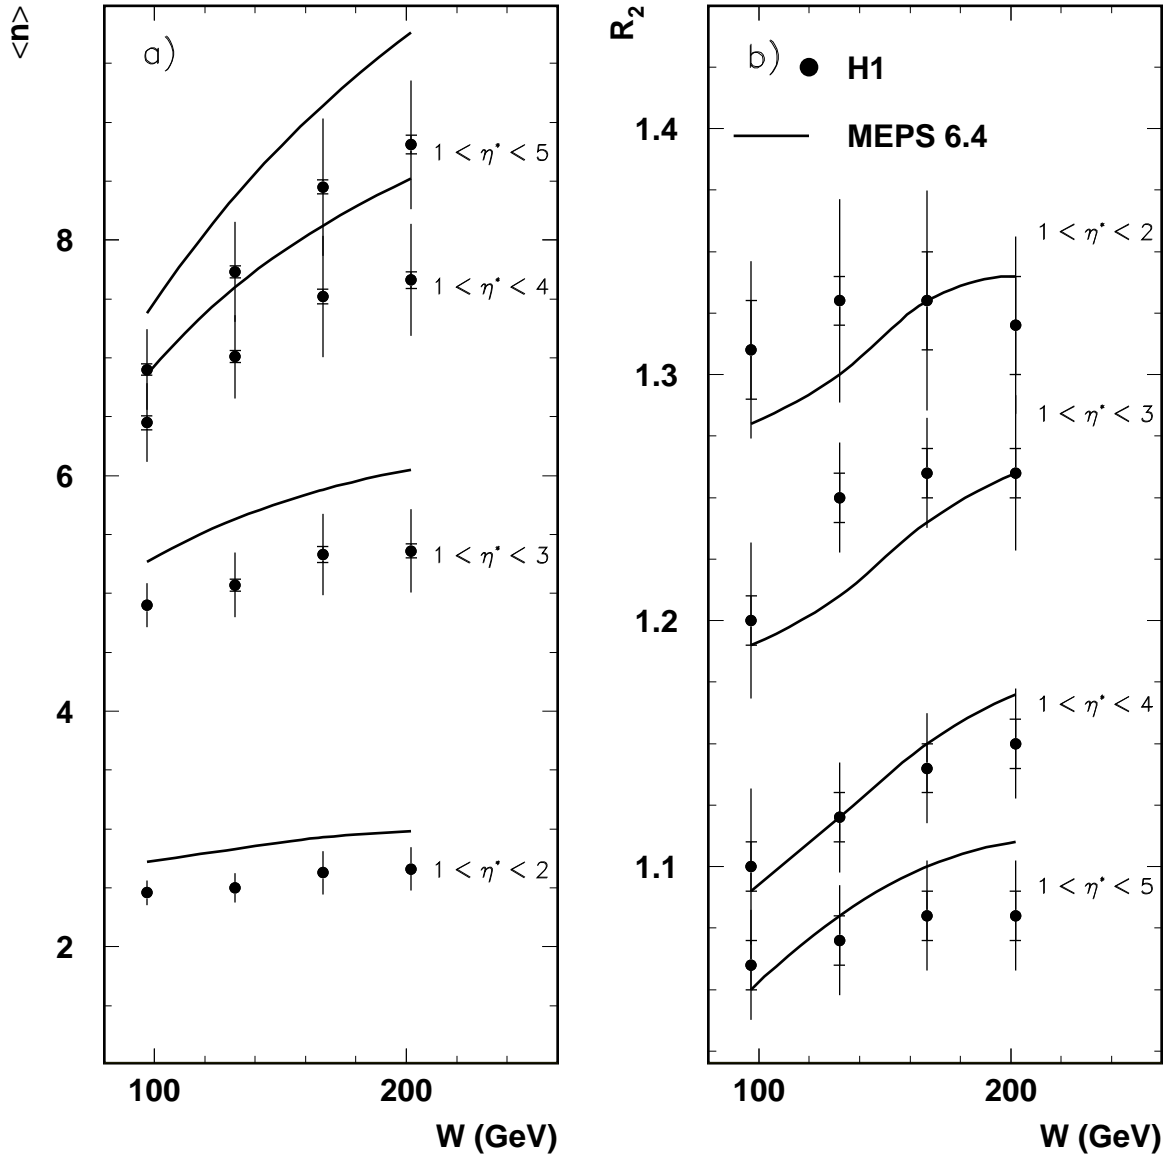 <n>
a)
1 < η* < 5
8
1 < η* < 4
6
1 < η* < 3
4
1 < η* < 2
2
100
200
W (GeV)
R₂
b)
H1
MEPS 6.4
1.4
1 < η* < 2
1.3
1 < η* < 3
1.2
1 < η* < 4
1.1
1 < η* < 5
100
200
W (GeV)